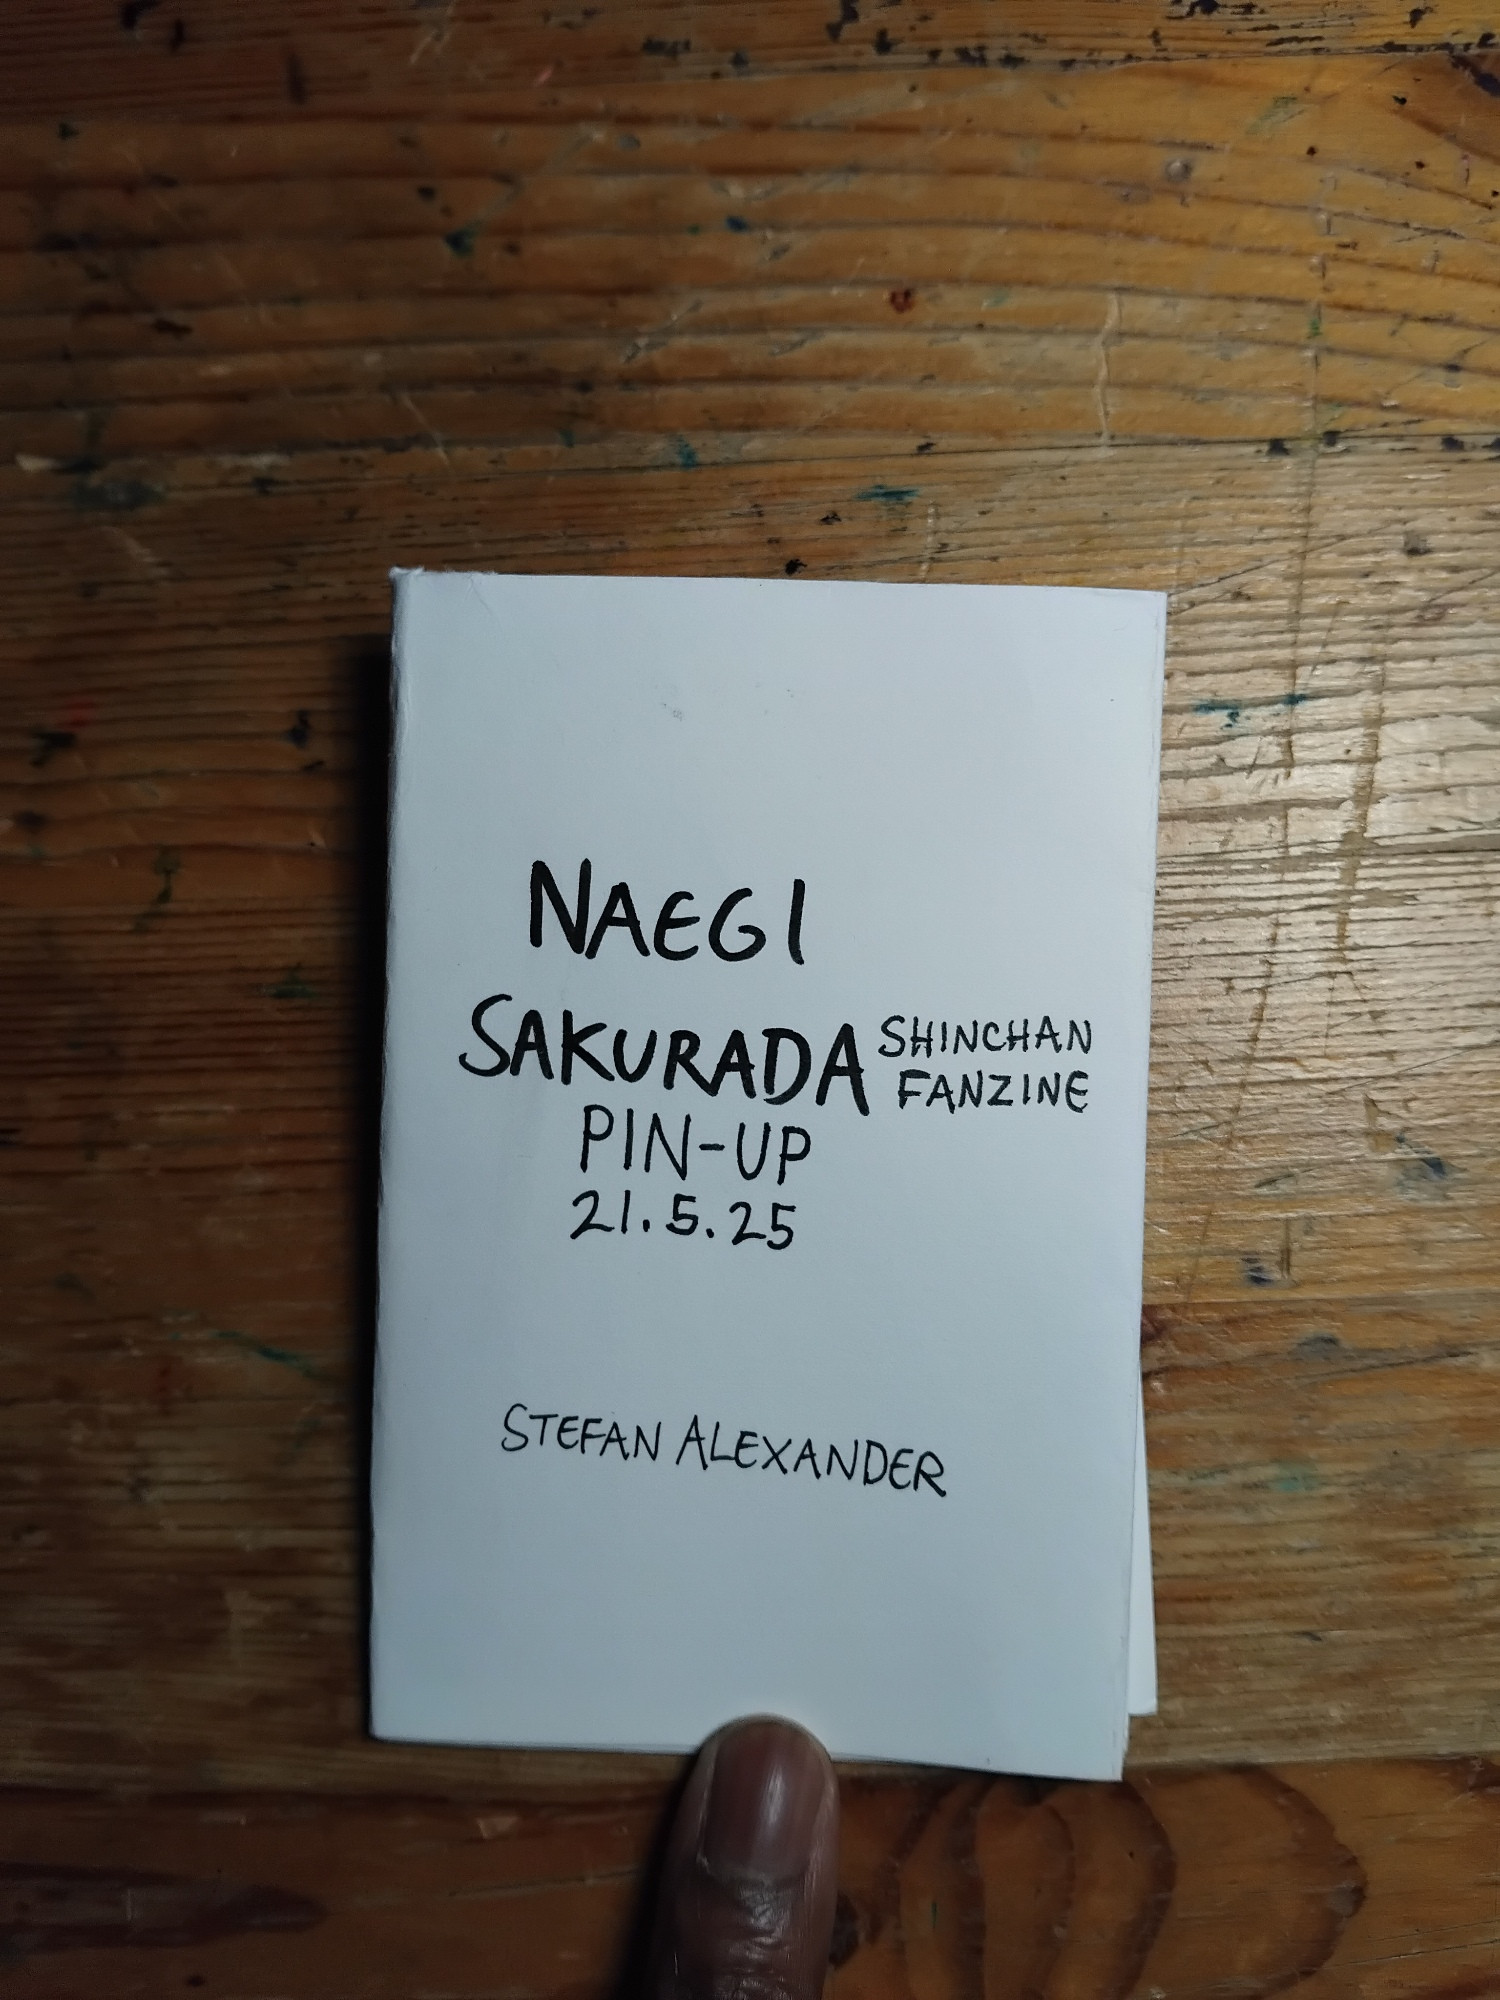 NAEGI
SAKURADA
SHINCHAN
FANZINE
PIN-UP
21.5.25
STEFAN ALEXANDER